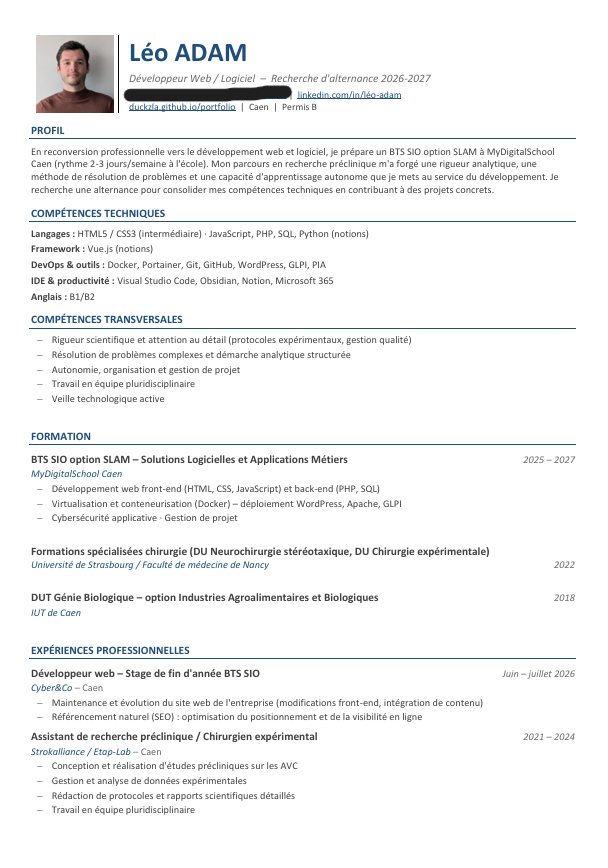 Léo ADAM
Développeur Web / Logiciel – Recherche d'alternance 2026-2027
| linkedin.com/in/léo-adam
duckzla.github.io/portfolio | Caen | Permis B
PROFIL
En reconversion professionnelle vers le développement web et logiciel, je prépare un BTS SIO option SLAM à MyDigitalSchool
Caen (rythme 2-3 jours/semaine à l'école). Mon parcours en recherche préclinique m'a forgé une rigueur analytique, une
méthode de résolution de problèmes et une capacité d'apprentissage autonome que je mets au service du développement. Je
recherche une alternance pour consolider mes compétences techniques en contribuant à des projets concrets.
COMPÉTENCES TECHNIQUES
Langages : HTML5 / CSS3 (intermédiaire) · JavaScript, PHP, SQL, Python (notions)
Framework : Vue.js (notions)
DevOps & outils : Docker, Portainer, Git, GitHub, WordPress, GLPI, PIA
IDE & productivité : Visual Studio Code, Obsidian, Notion, Microsoft 365
Anglais : B1/B2
COMPÉTENCES TRANSVERSALES
– Rigueur scientifique et attention au détail (protocoles expérimentaux, gestion qualité)
– Résolution de problèmes complexes et démarche analytique structurée
– Autonomie, organisation et gestion de projet
– Travail en équipe pluridisciplinaire
– Veille technologique active
FORMATION
BTS SIO option SLAM – Solutions Logicielles et Applications Métiers 2025 – 2027
MyDigitalSchool Caen
– Développement web front-end (HTML, CSS, JavaScript) et back-end (PHP, SQL)
– Virtualisation et conteneurisation (Docker) – déploiement WordPress, Apache, GLPI
– Cybersécurité applicative · Gestion de projet
Formations spécialisées chirurgie (DU Neurochirurgie stéréotaxique, DU Chirurgie expérimentale)
Université de Strasbourg / Faculté de médecine de Nancy 2022
DUT Génie Biologique – option Industries Agroalimentaires et Biologiques 2018
IUT de Caen
EXPÉRIENCES PROFESSIONNELLES
Développeur web – Stage de fin d'année BTS SIO Juin – juillet 2026
Cyber&Co – Caen
– Maintenance et évolution du site web de l'entreprise (modifications front-end, intégration de contenu)
– Référencement naturel (SEO) : optimisation du positionnement et de la visibilité en ligne
Assistant de recherche préclinique / Chirurgien expérimental 2021 – 2024
Strokalliance / Etap-Lab – Caen
– Conception et réalisation d'études précliniques sur les AVC
– Gestion et analyse de données expérimentales
– Rédaction de protocoles et rapports scientifiques détaillés
– Travail en équipe pluridisciplinaire